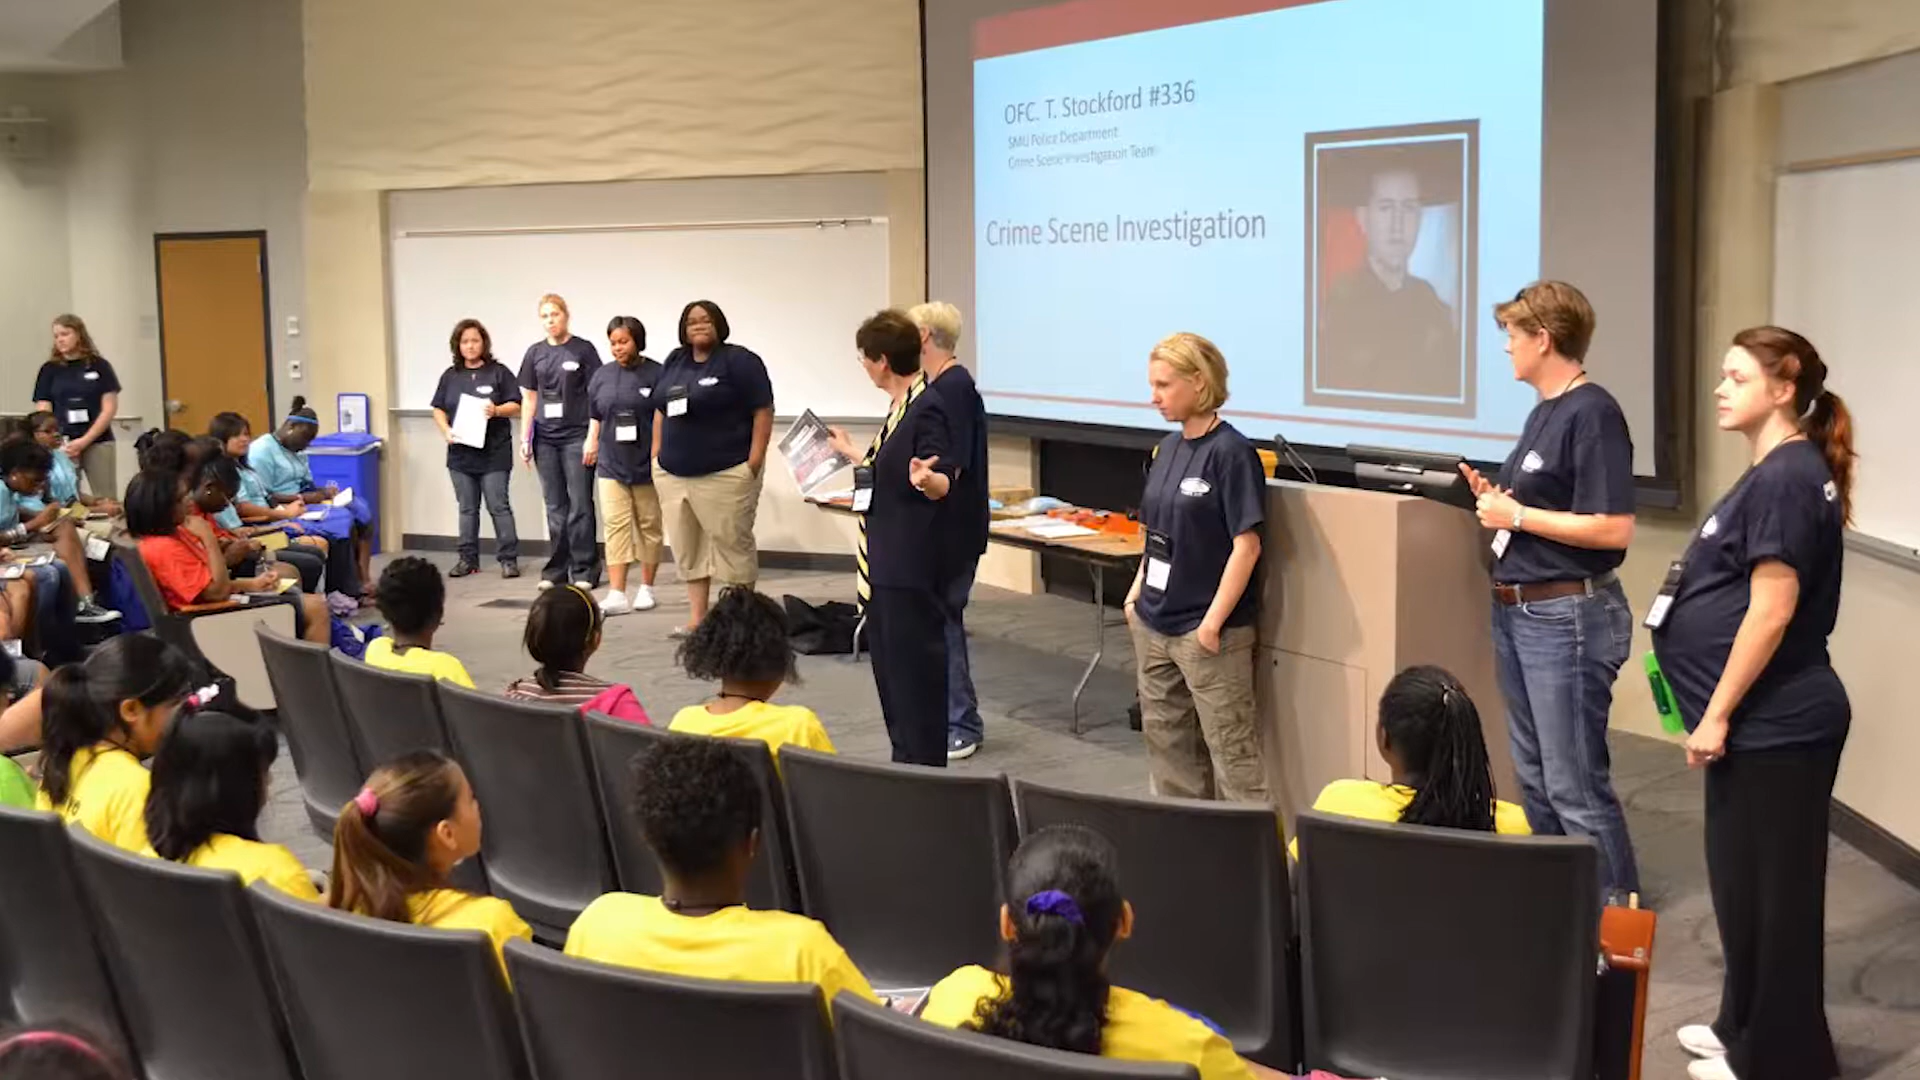 OFC. T. Stockford #336
SMU Police Department
Crime Scene Investigation Team
Crime Scene Investigation